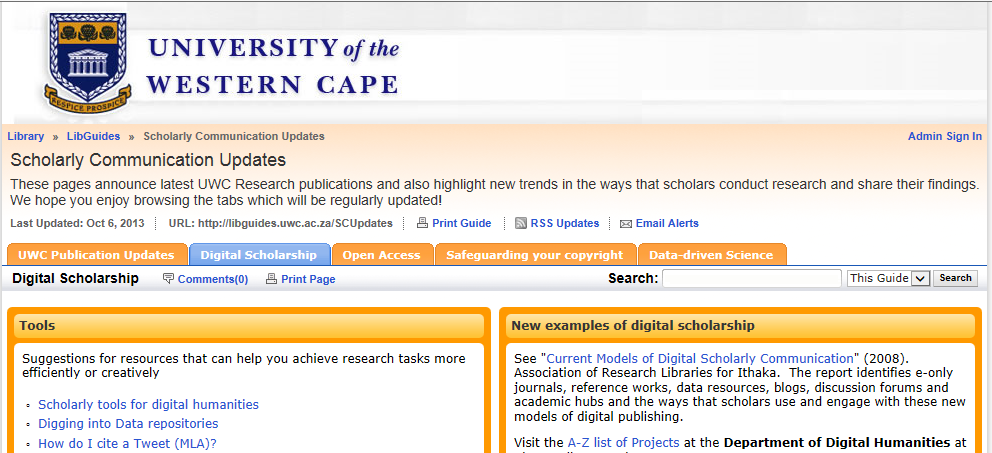 UNIVERSITY of the
WESTERN CAPE
RESPICE PROSPICE
Library » LibGuides » Scholarly Communication Updates Admin Sign In
Scholarly Communication Updates
These pages announce latest UWC Research publications and also highlight new trends in the ways that scholars conduct research and share their findings.
We hope you enjoy browsing the tabs which will be regularly updated!
Last Updated: Oct 6, 2013 URL: http://libguides.uwc.ac.za/SCUpdates Print Guide RSS Updates Email Alerts
UWC Publication Updates Digital Scholarship Open Access Safeguarding your copyright Data-driven Science
Digital Scholarship Comments(0) Print Page Search: This Guide Search
Tools
Suggestions for resources that can help you achieve research tasks more
efficiently or creatively
Scholarly tools for digital humanities
Digging into Data repositories
How do I cite a Tweet (MLA)?
New examples of digital scholarship
See "Current Models of Digital Scholarly Communication" (2008).
Association of Research Libraries for Ithaka. The report identifies e-only
journals, reference works, data resources, blogs, discussion forums and
academic hubs and the ways that scholars use and engage with these new
models of digital publishing.
Visit the A-Z list of Projects at the Department of Digital Humanities at